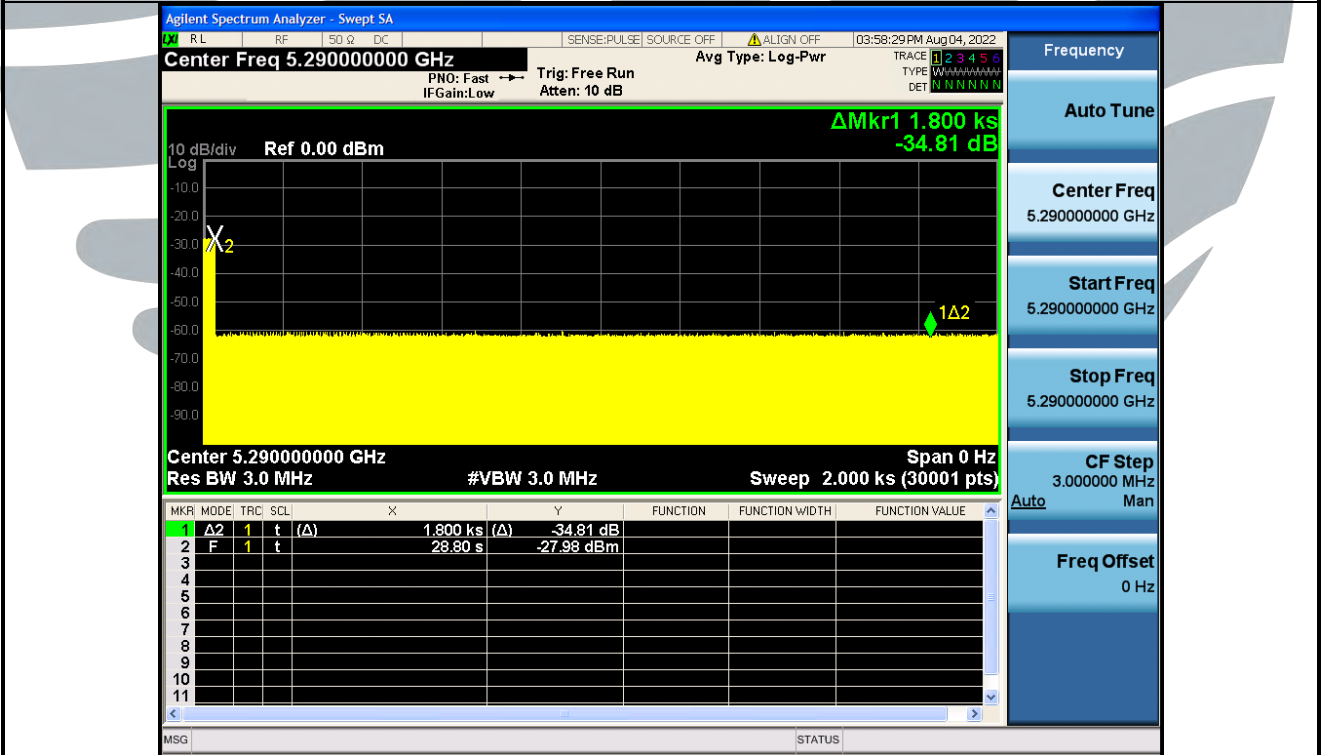 Agilent Spectrum Analyzer - Swept SA
LXI RL RF 50 Ω DC SENSE:PULSE SOURCE OFF ALIGN OFF 03:58:29 PM Aug 04, 2022
Center Freq 5.290000000 GHz
PNO: Fast
IFGain:Low
Trig: Free Run
Atten: 10 dB
Avg Type: Log-Pwr
TRACE 1 2 3 4 5 6
TYPE W
DET N N N N N N
ΔMkr1 1.800 ks
-34.81 dB
10 dB/div Ref 0.00 dBm
Log
-10.0
-20.0
-30.0
-40.0
-50.0
-60.0
-70.0
-80.0
-90.0
X2
1Δ2
Center 5.290000000 GHz Span 0 Hz
Res BW 3.0 MHz #VBW 3.0 MHz Sweep 2.000 ks (30001 pts)
MKR MODE TRC SCL X Y FUNCTION FUNCTION WIDTH FUNCTION VALUE
1 Δ2 1 t (Δ) 1.800 ks (Δ) -34.81 dB
2 F 1 t 28.80 s -27.98 dBm
3
4
5
6
7
8
9
10
11
MSG STATUS
Frequency
Auto Tune
Center Freq
5.290000000 GHz
Start Freq
5.290000000 GHz
Stop Freq
5.290000000 GHz
CF Step
3.000000 MHz
Auto Man
Freq Offset
0 Hz